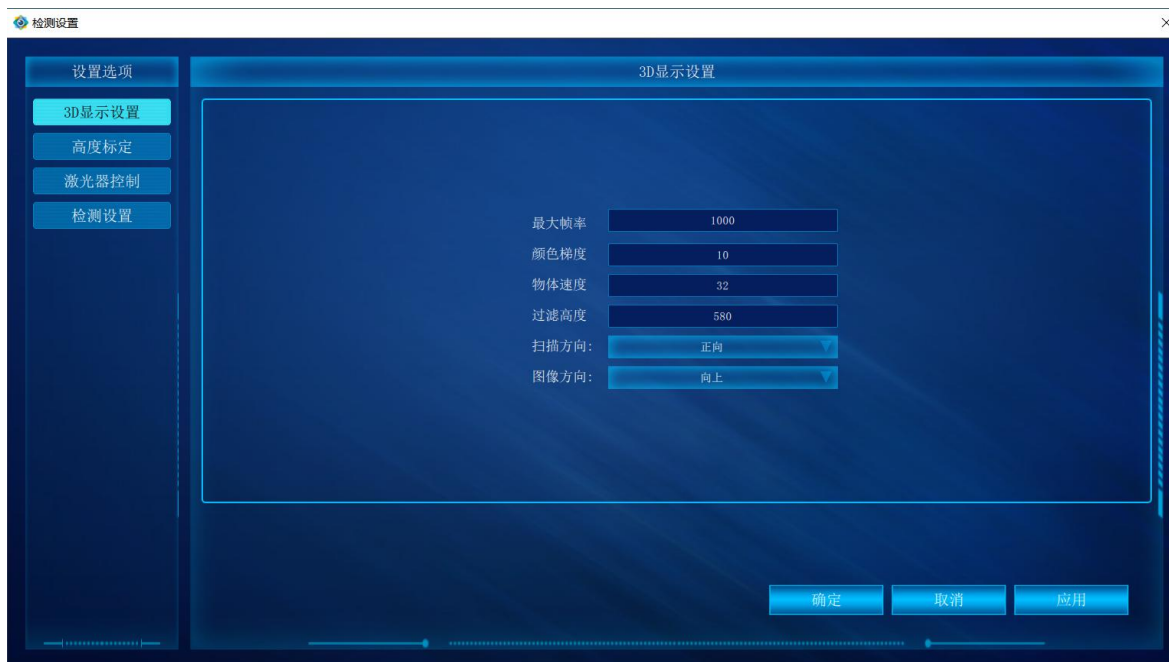 检测设置
设置选项
3D显示设置
高度标定
激光器控制
检测设置
3D显示设置
最大帧率 1000
颜色梯度 10
物体速度 32
过滤高度 580
扫描方向: 正向
图像方向: 向上
确定 取消 应用